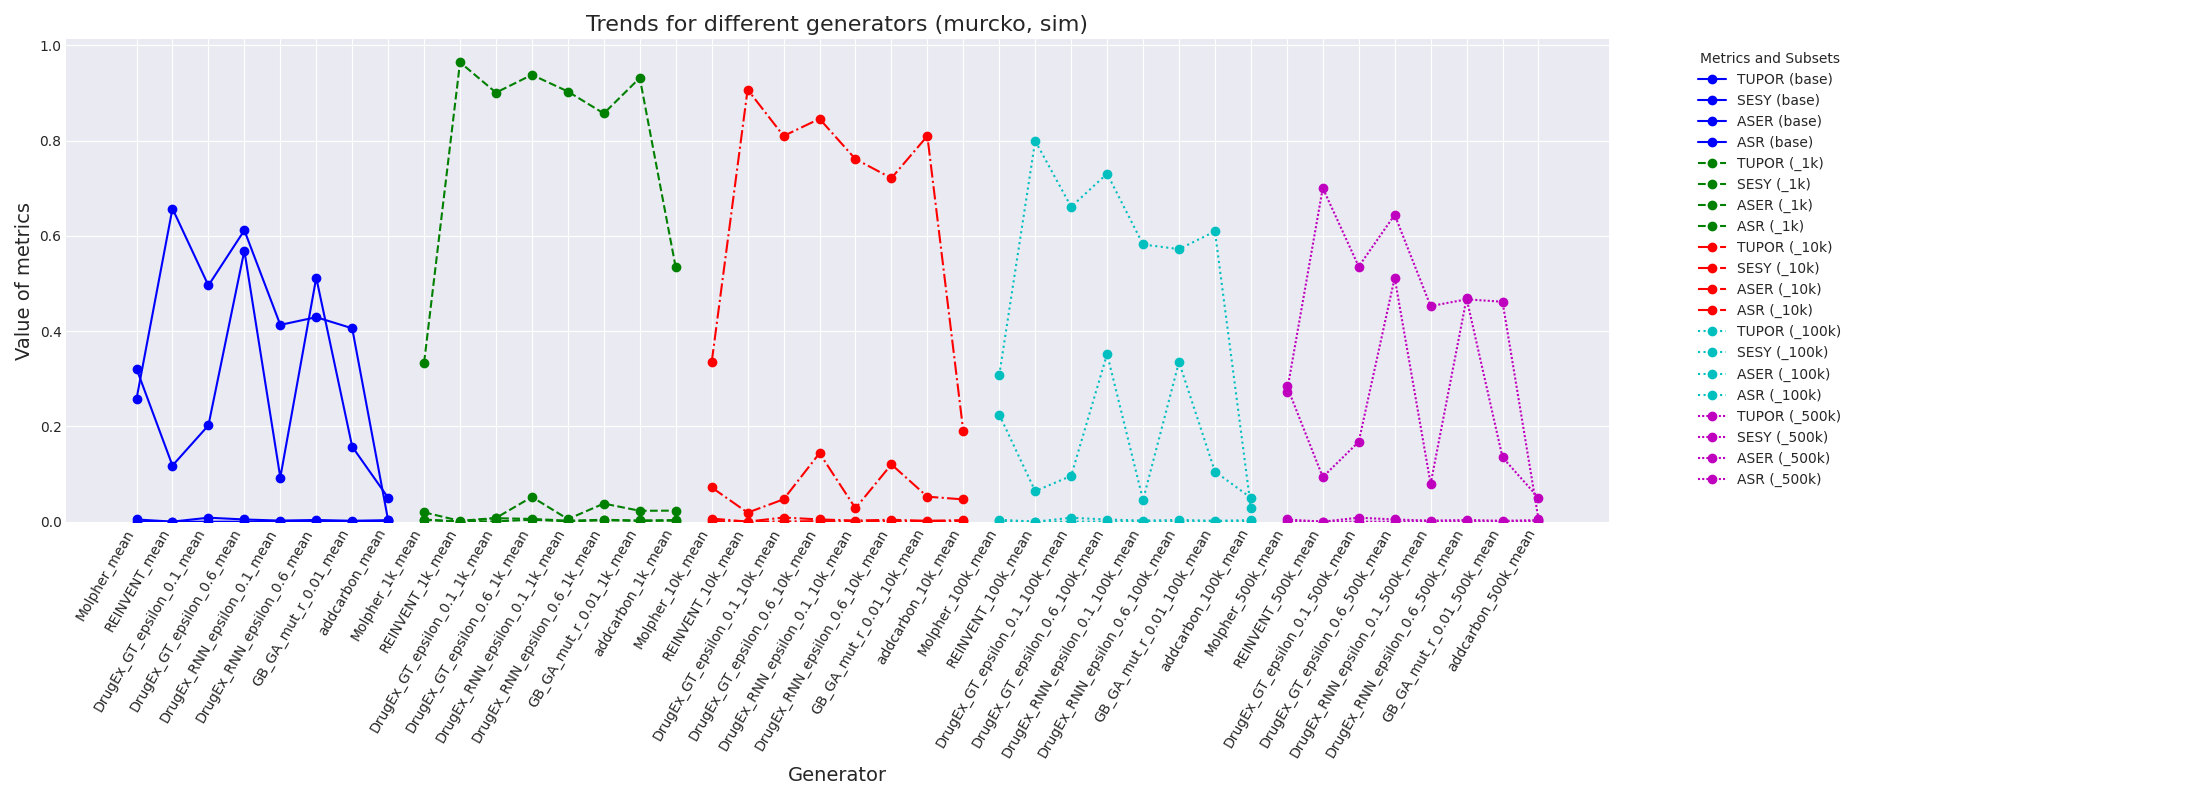 Trends for different generators (murcko, sim)
Value of metrics
1.0
0.8
0.6
0.4
0.2
0.0
Molpher_mean
REINVENT_mean
DrugEx_GT_epsilon_0.1_mean
DrugEx_GT_epsilon_0.6_mean
DrugEx_RNN_epsilon_0.1_mean
DrugEx_RNN_epsilon_0.6_mean
GB_GA_mut_r_0.01_mean
addcarbon_mean
Molpher_1k_mean
REINVENT_1k_mean
DrugEx_GT_epsilon_0.1_1k_mean
DrugEx_GT_epsilon_0.6_1k_mean
DrugEx_RNN_epsilon_0.1_1k_mean
DrugEx_RNN_epsilon_0.6_1k_mean
GB_GA_mut_r_0.01_1k_mean
addcarbon_1k_mean
Molpher_10k_mean
REINVENT_10k_mean
DrugEx_GT_epsilon_0.1_10k_mean
DrugEx_GT_epsilon_0.6_10k_mean
DrugEx_RNN_epsilon_0.1_10k_mean
DrugEx_RNN_epsilon_0.6_10k_mean
GB_GA_mut_r_0.01_10k_mean
addcarbon_10k_mean
Molpher_100k_mean
REINVENT_100k_mean
DrugEx_GT_epsilon_0.1_100k_mean
DrugEx_GT_epsilon_0.6_100k_mean
DrugEx_RNN_epsilon_0.1_100k_mean
DrugEx_RNN_epsilon_0.6_100k_mean
GB_GA_mut_r_0.01_100k_mean
addcarbon_100k_mean
Molpher_500k_mean
REINVENT_500k_mean
DrugEx_GT_epsilon_0.1_500k_mean
DrugEx_GT_epsilon_0.6_500k_mean
DrugEx_RNN_epsilon_0.1_500k_mean
DrugEx_RNN_epsilon_0.6_500k_mean
GB_GA_mut_r_0.01_500k_mean
addcarbon_500k_mean
Generator
Metrics and Subsets
TUPOR (base)
SESY (base)
ASER (base)
ASR (base)
TUPOR (_1k)
SESY (_1k)
ASER (_1k)
ASR (_1k)
TUPOR (_10k)
SESY (_10k)
ASER (_10k)
ASR (_10k)
TUPOR (_100k)
SESY (_100k)
ASER (_100k)
ASR (_100k)
TUPOR (_500k)
SESY (_500k)
ASER (_500k)
ASR (_500k)